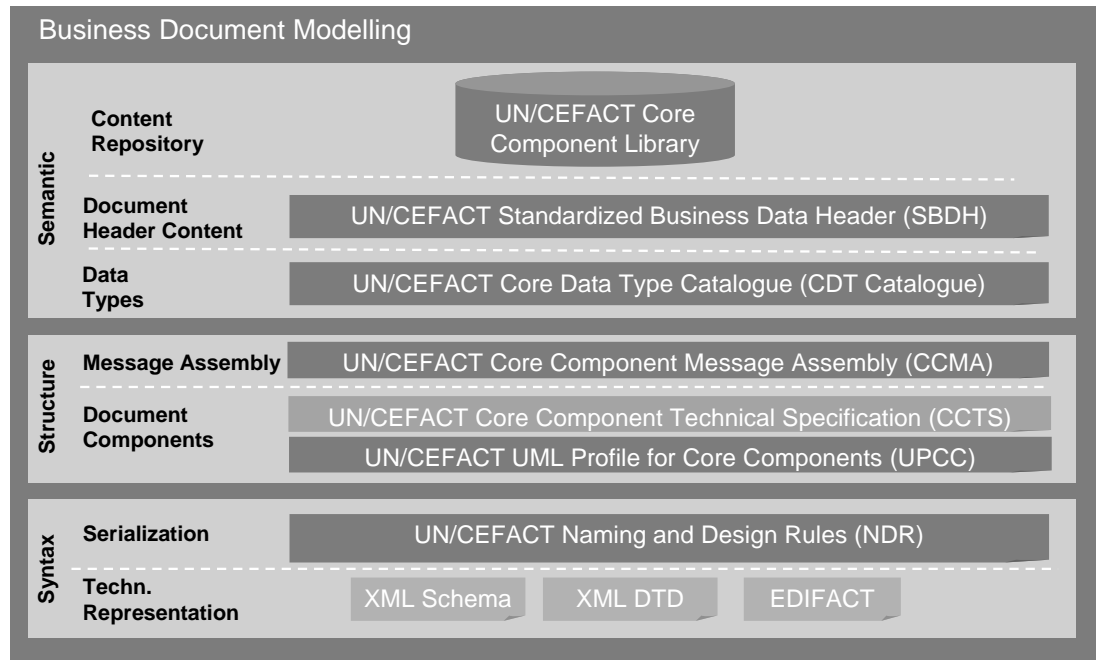 Business Document Modelling
Semantic
Content
Repository
UN/CEFACT Core
Component Library
Document
Header Content
UN/CEFACT Standardized Business Data Header (SBDH)
Data
Types
UN/CEFACT Core Data Type Catalogue (CDT Catalogue)
Structure
Message Assembly
UN/CEFACT Core Component Message Assembly (CCMA)
Document
Components
UN/CEFACT Core Component Technical Specification (CCTS)
UN/CEFACT UML Profile for Core Components (UPCC)
Syntax
Serialization
UN/CEFACT Naming and Design Rules (NDR)
Techn.
Representation
XML Schema
XML DTD
EDIFACT